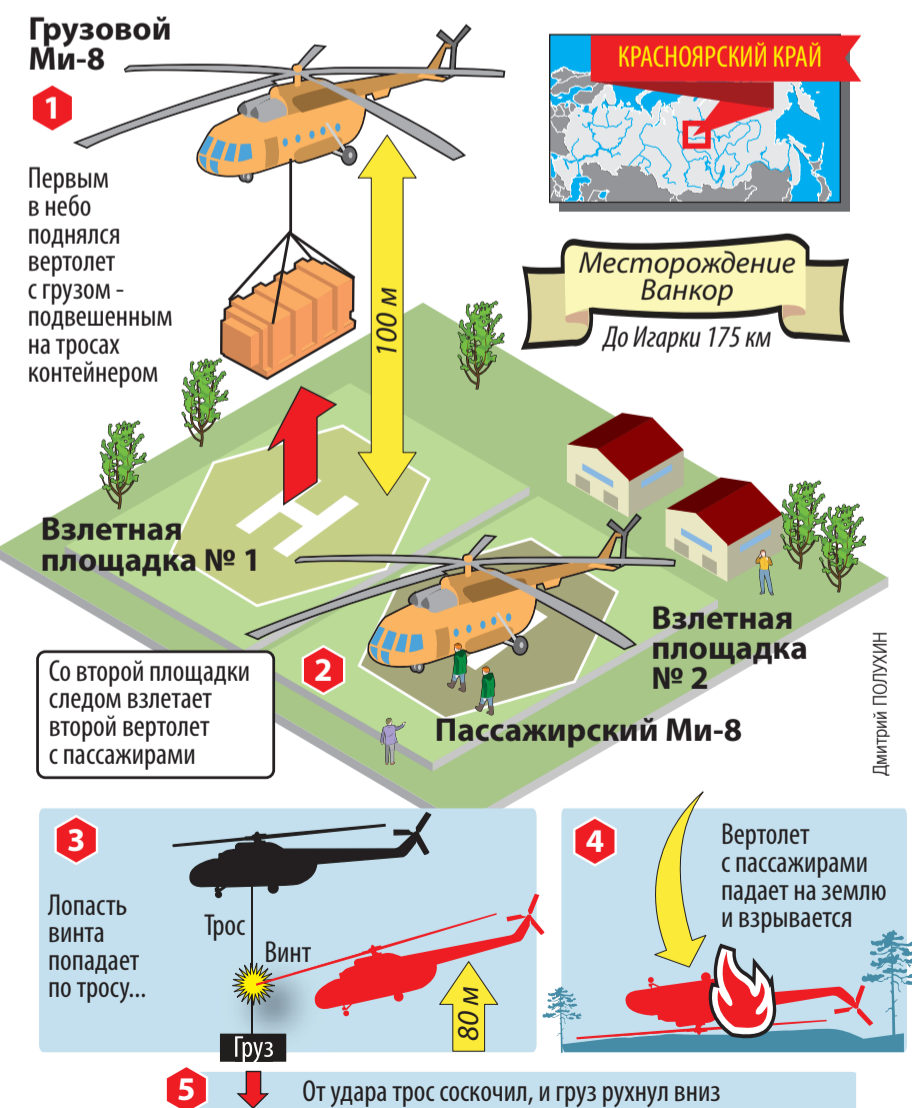 Грузовой
Ми-8
1
Первым
в небо
поднялся
вертолет
с грузом -
подвешенным
на тросах
контейнером
100 м
КРАСНОЯРСКИЙ КРАЙ
Месторождение
Ванкор
До Игарки 175 км
H
Взлетная
площадка № 1
Взлетная
площадка
№ 2
2
Со второй площадки
следом взлетает
второй вертолет
с пассажирами
Пассажирский Ми-8
Дмитрий ПОЛУХИН
3
Лопасть
винта
попадает
по тросу...
Трос
Винт
Груз
80 м
4
Вертолет
с пассажирами
падает на землю
и взрывается
5
От удара трос соскочил, и груз рухнул вниз